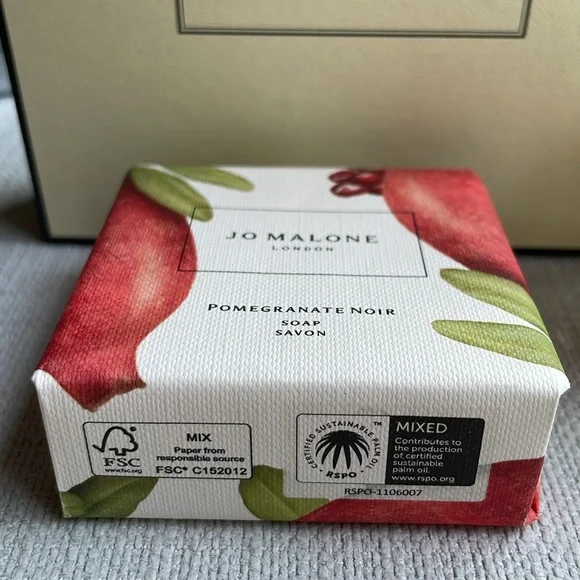 JO MALONE
LONDON
POMEGRANATE NOIR
SOAP
SAVON
FSC
www.fsc.org
MIX
Paper from
responsible source
FSC® C152012
CERTIFIED SUSTAINABLE PALM OIL
RSPO
TM
MIXED
Contributes to
the production
of certified
sustainable
palm oil.
www.rspo.org
RSPO-1106007